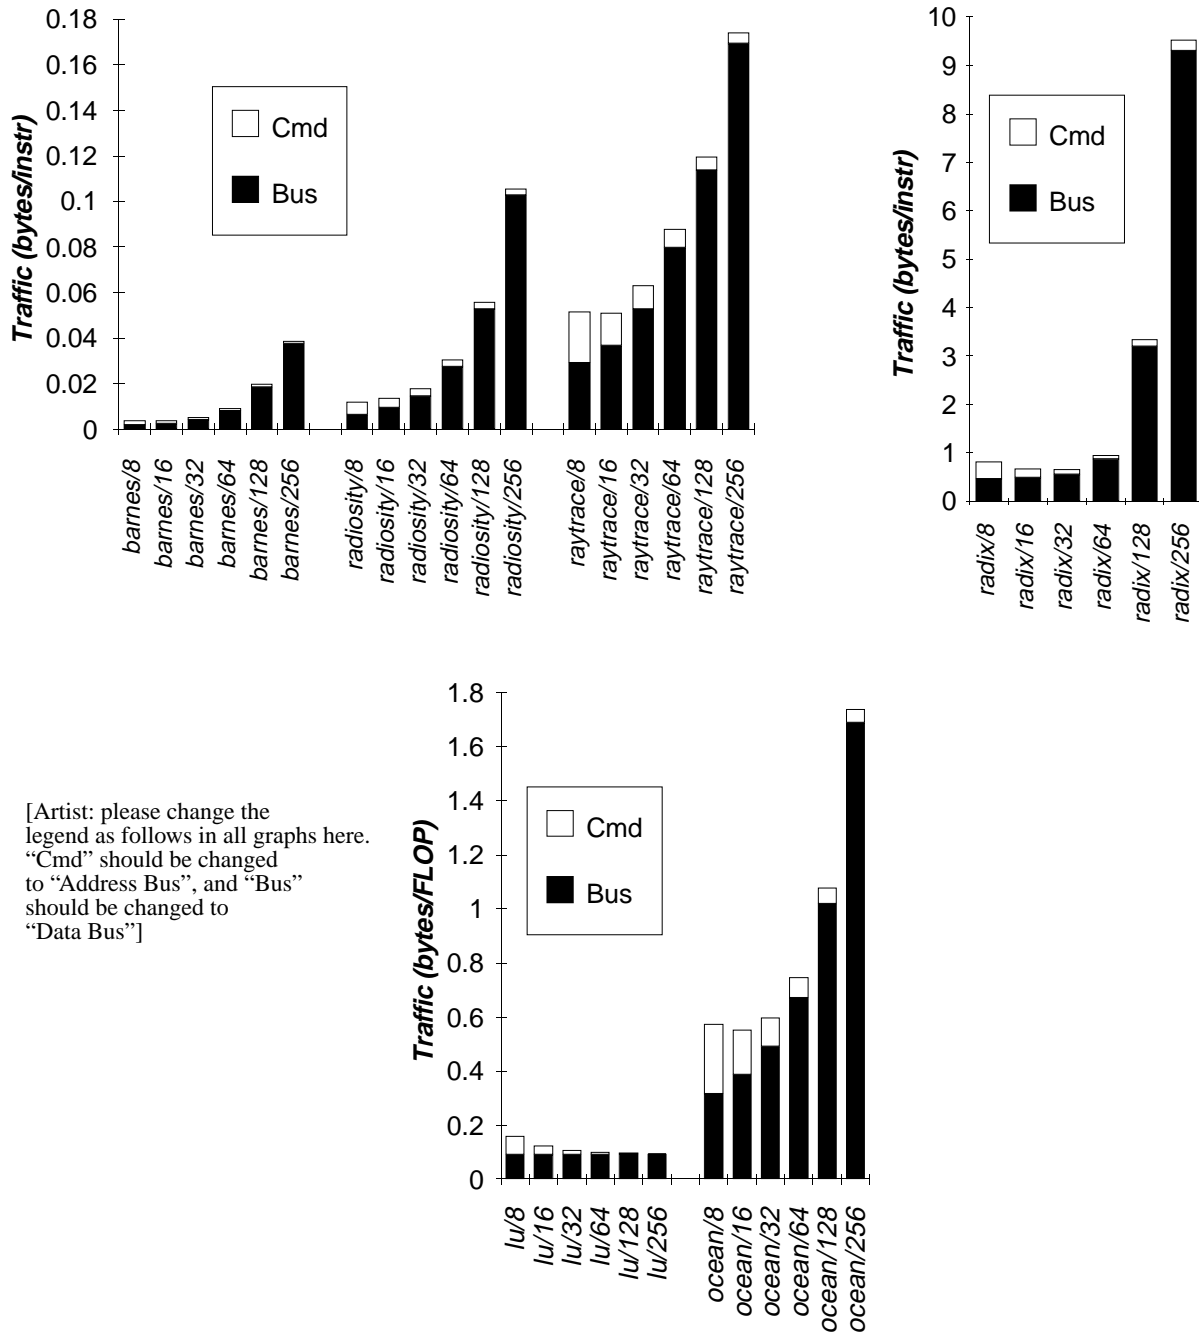 0.18
0.16
0.14
0.12
0.1
0.08
0.06
0.04
0.02
0
Traffic (bytes/instr)
Cmd
Bus
barnes/8
barnes/16
barnes/32
barnes/64
barnes/128
barnes/256
radiosity/8
radiosity/16
radiosity/32
radiosity/64
radiosity/128
radiosity/256
raytrace/8
raytrace/16
raytrace/32
raytrace/64
raytrace/128
raytrace/256
10
9
8
7
6
5
4
3
2
1
0
Traffic (bytes/instr)
Cmd
Bus
radix/8
radix/16
radix/32
radix/64
radix/128
radix/256
[Artist: please change the
legend as follows in all graphs here.
“Cmd” should be changed
to “Address Bus”, and “Bus”
should be changed to
“Data Bus”]
1.8
1.6
1.4
1.2
1
0.8
0.6
0.4
0.2
0
Traffic (bytes/FLOP)
Cmd
Bus
lu/8
lu/16
lu/32
lu/64
lu/128
lu/256
ocean/8
ocean/16
ocean/32
ocean/64
ocean/128
ocean/256